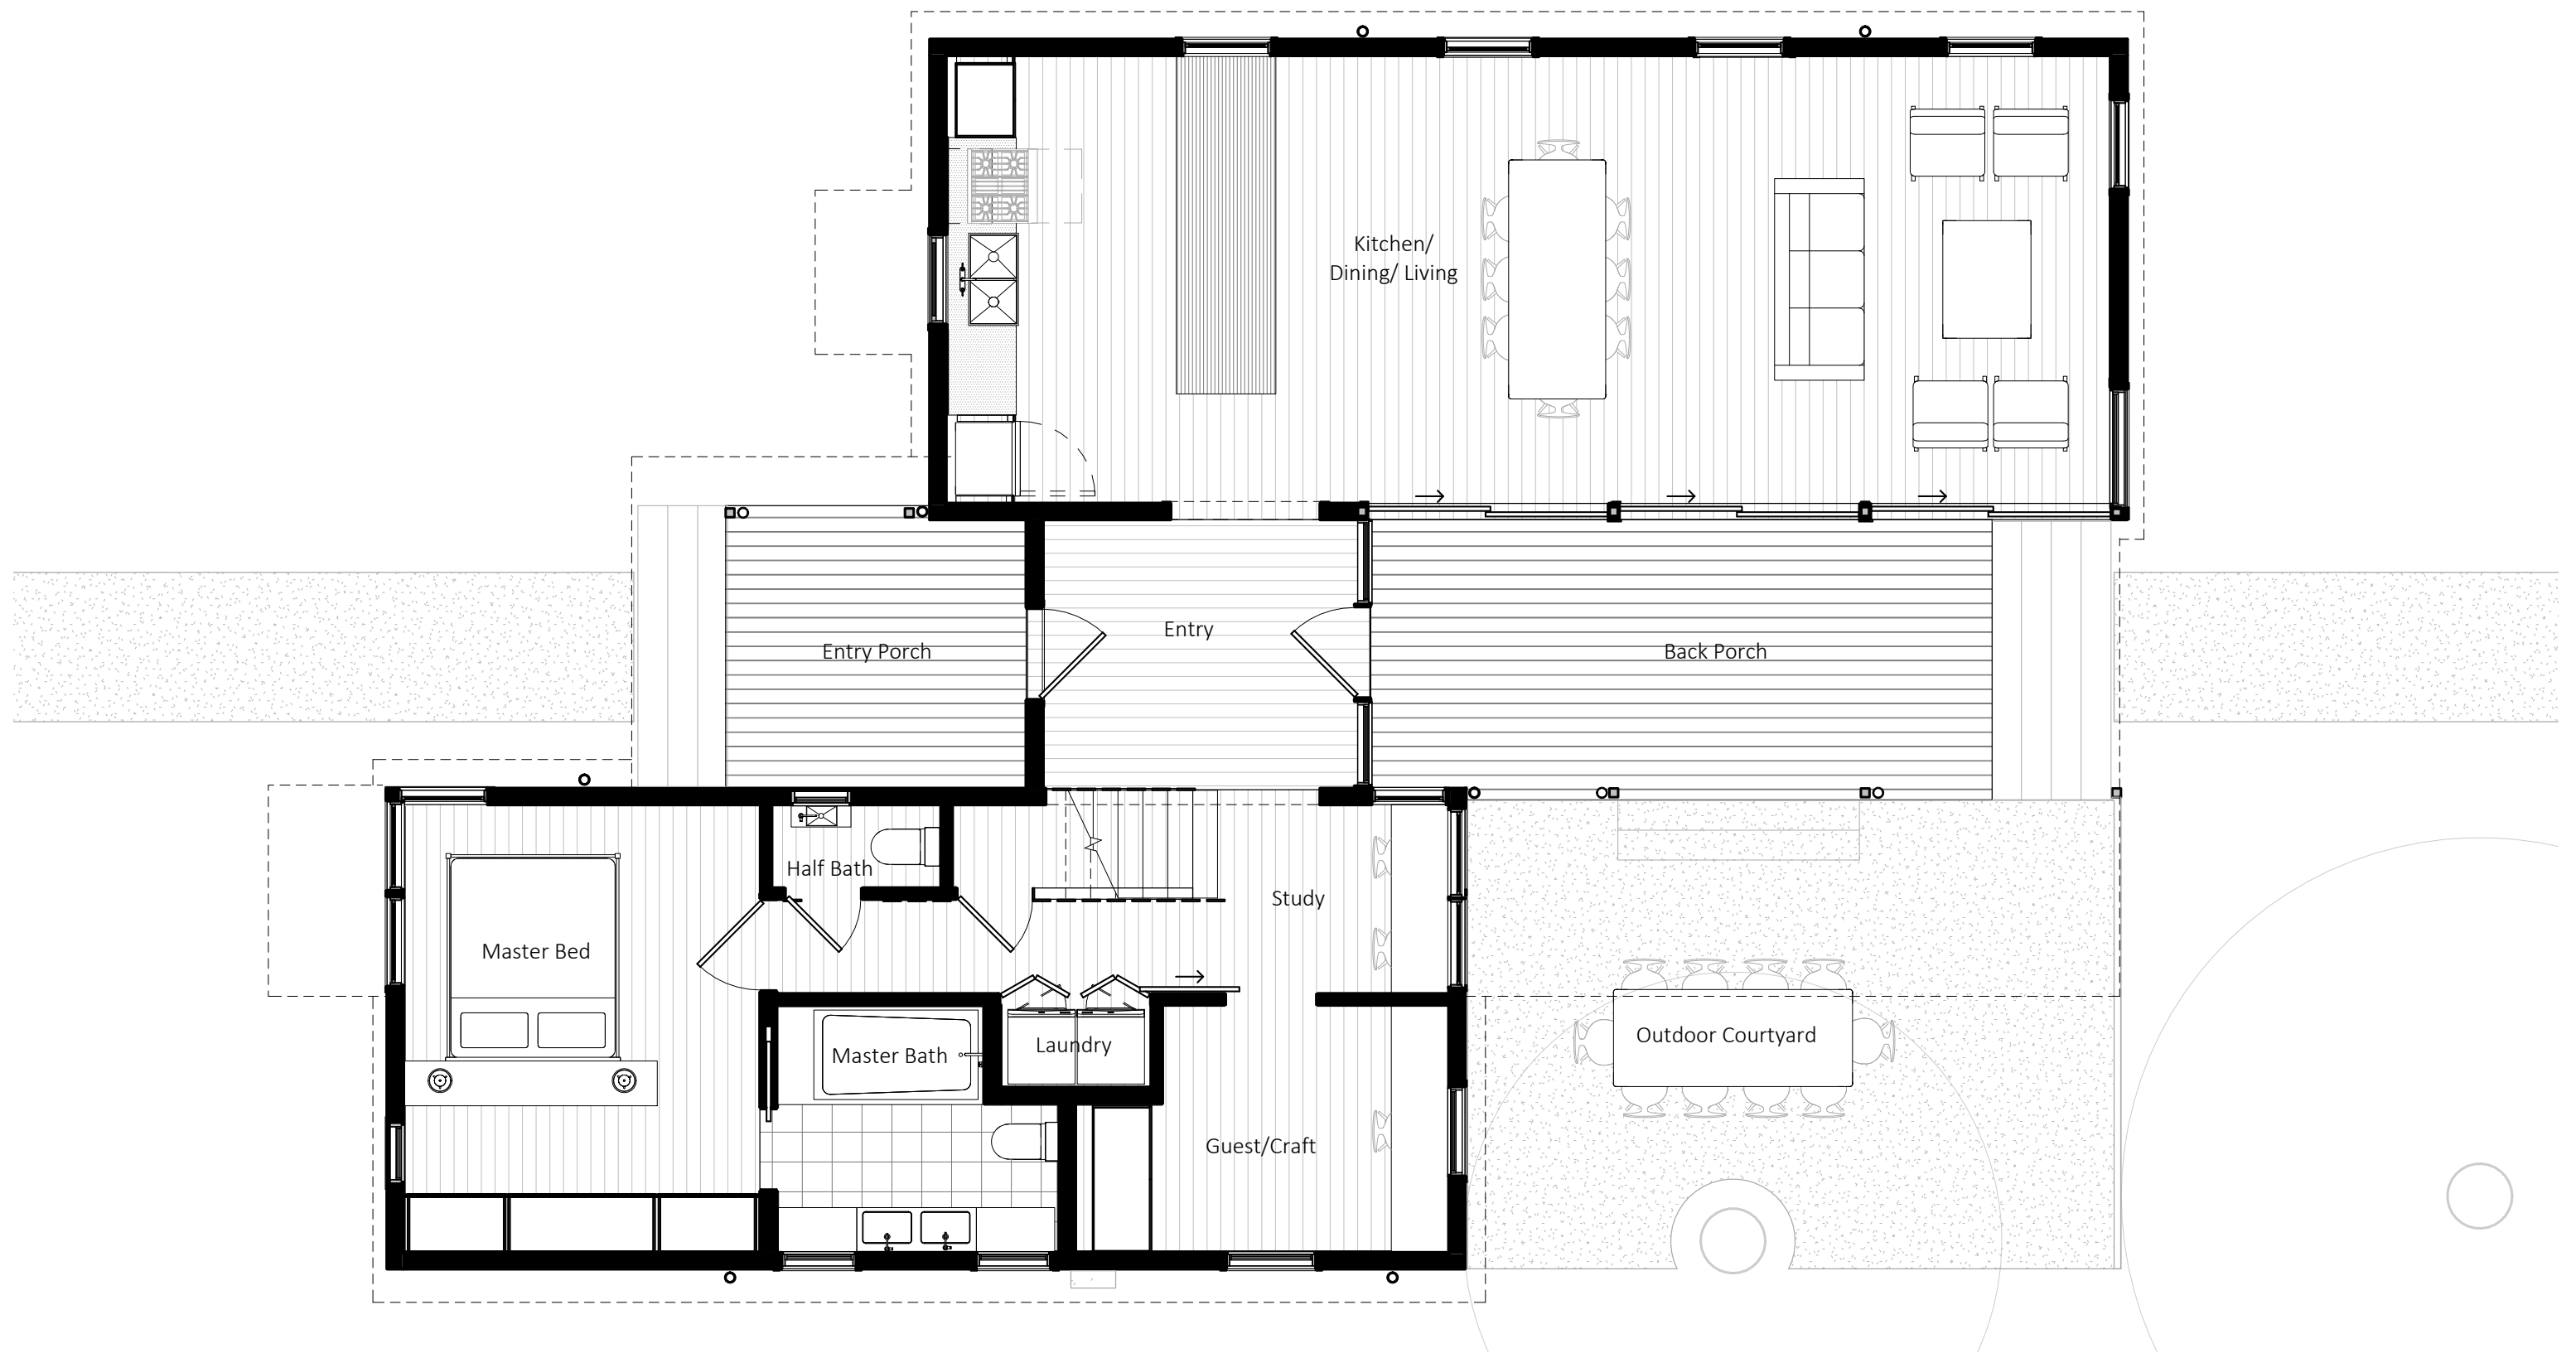 Kitchen/
Dining/ Living
Entry
Entry Porch
Back Porch
Half Bath
Study
Master Bed
Outdoor Courtyard
Laundry
Master Bath
Guest/Craft